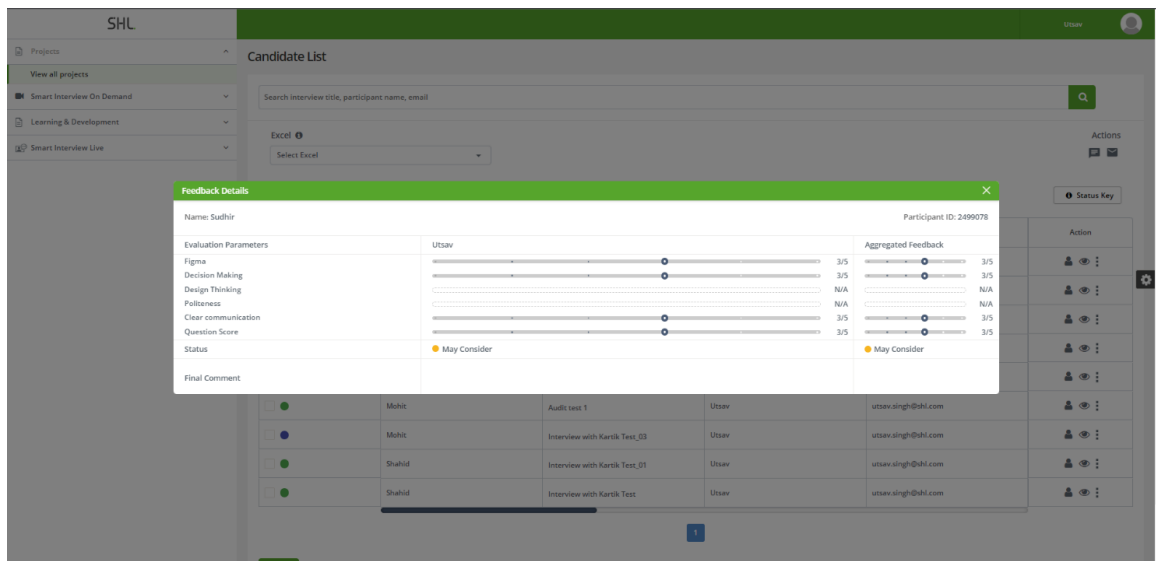 SHL
Utsav
Projects
View all projects
Smart Interview On Demand
Learning & Development
Smart Interview Live
Candidate List
Search interview title, participant name, email
Excel
Actions
Select Excel
Status Key
Feedback Details
Name: Sudhir Participant ID: 2499078
Action
Evaluation Parameters Utsav Aggregated Feedback
Figma 3/5 3/5
Decision Making 3/5 3/5
Design Thinking N/A N/A
Politeness N/A N/A
Clear communication 3/5 3/5
Question Score 3/5 3/5
Status May Consider May Consider
Final Comment
Mohit Audit test 1 Utsav utsav.singh@shl.com
Mohit Interview with Kartik Test_03 Utsav utsav.singh@shl.com
Shahid Interview with Kartik Test_01 Utsav utsav.singh@shl.com
Shahid Interview with Kartik Test Utsav utsav.singh@shl.com
1